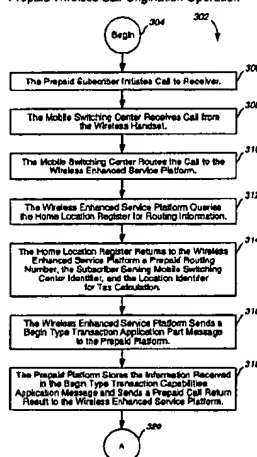 Prepaid Wireless Call Origination Operation
304
302
Begin
The Prepaid Subscriber Initiates Call to Receiver.
The Mobile Switching Center Receives Call from
the Wireless Handset.
310
The Mobile Switching Center Routes the Call to the
Wireless Enhanced Service Platform.
312
The Wireless Enhanced Service Platform Queries
the Home Location Register for Routing Information.
314
The Home Location Register Returns to the Wireless
Enhanced Service Platform a Prepaid Routing
Number, the Subscriber Serving Mobile Switching
Center Identifier, and the Location Identifer
for Tax Calculation.
The Wireless Enhanced Service Platform Sends a
Begin Type Transaction Application Part Message
to the Prepaid Platform.
The Prepaid Platform Stores the Information Received
in the Begin Type Transaction Capabilities
Application Message and Sends a Prepaid Call Return
Result to the Wireless Enhanced Service Platform.
320
A